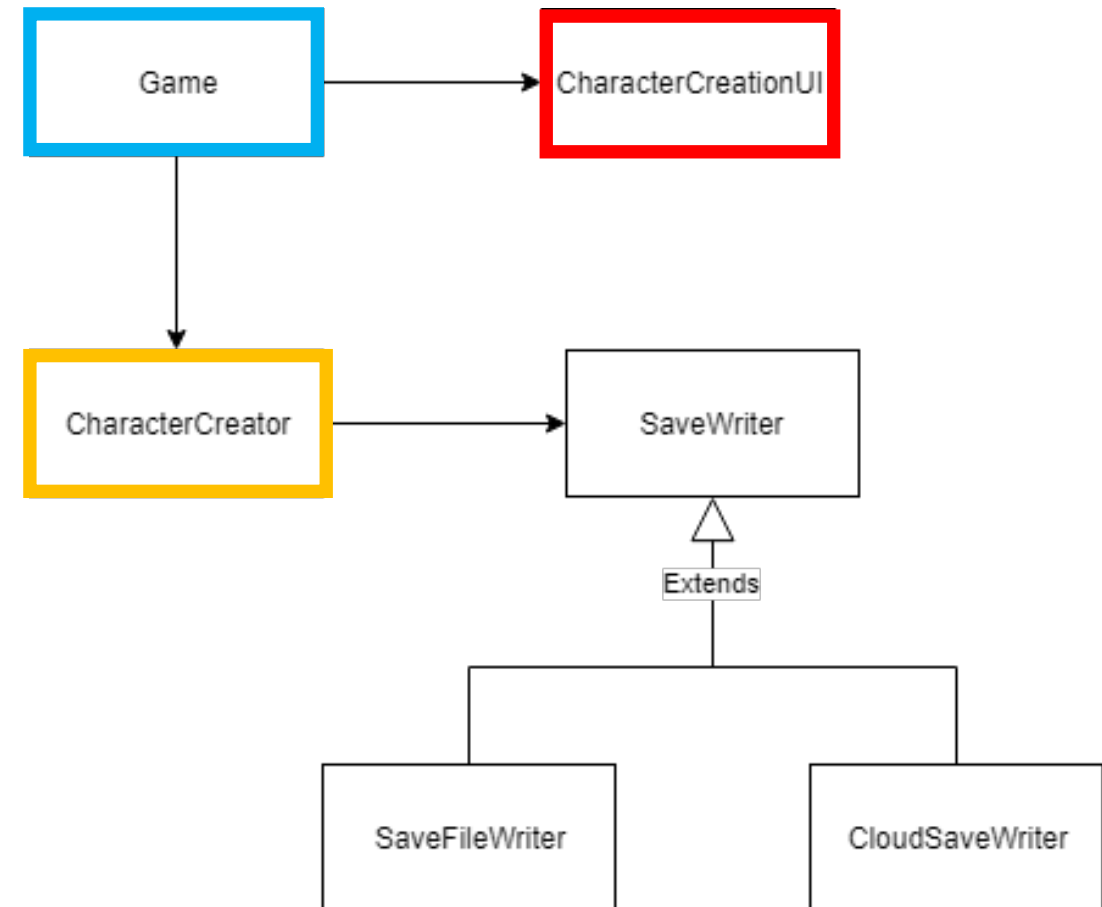 Game
CharacterCreationUI
CharacterCreator
SaveWriter
Extends
SaveFileWriter
CloudSaveWriter